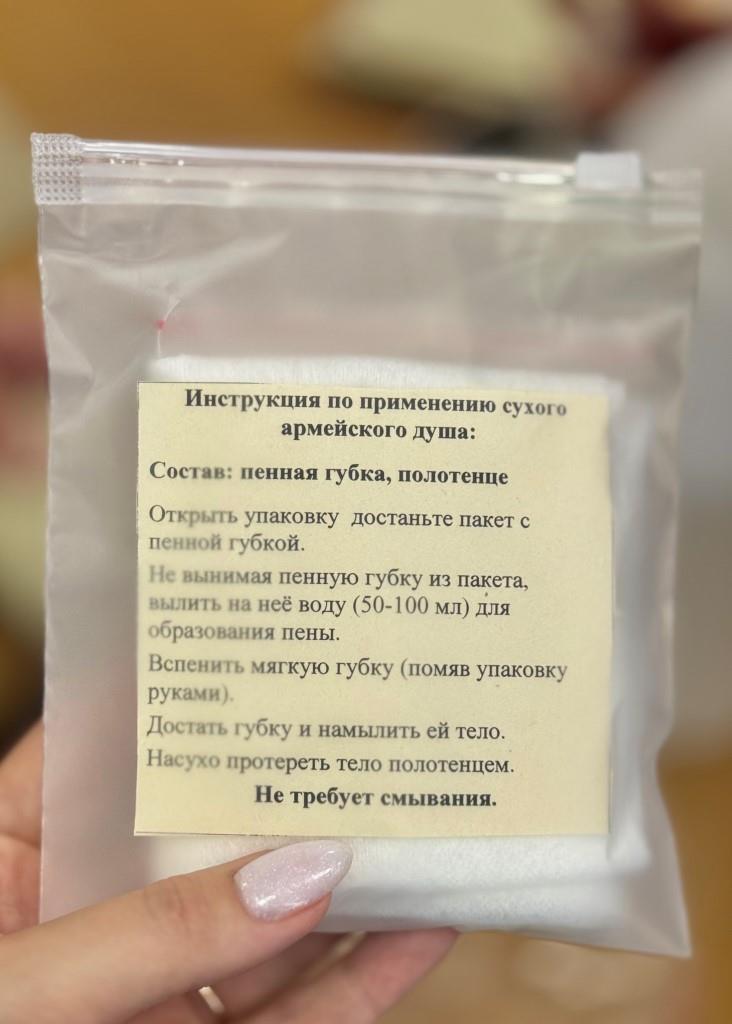 Инструкция по применению сухого
армейского душа:
Состав: пенная губка, полотенце
Открыть упаковку достаньте пакет с
пенной губкой.
Не вынимая пенную губку из пакета,
вылить на неё воду (50-100 мл) для
образования пены.
Вспенить мягкую губку (помяв упаковку
руками).
Достать губку и намылить ей тело.
Насухо протереть тело полотенцем.
Не требует смывания.